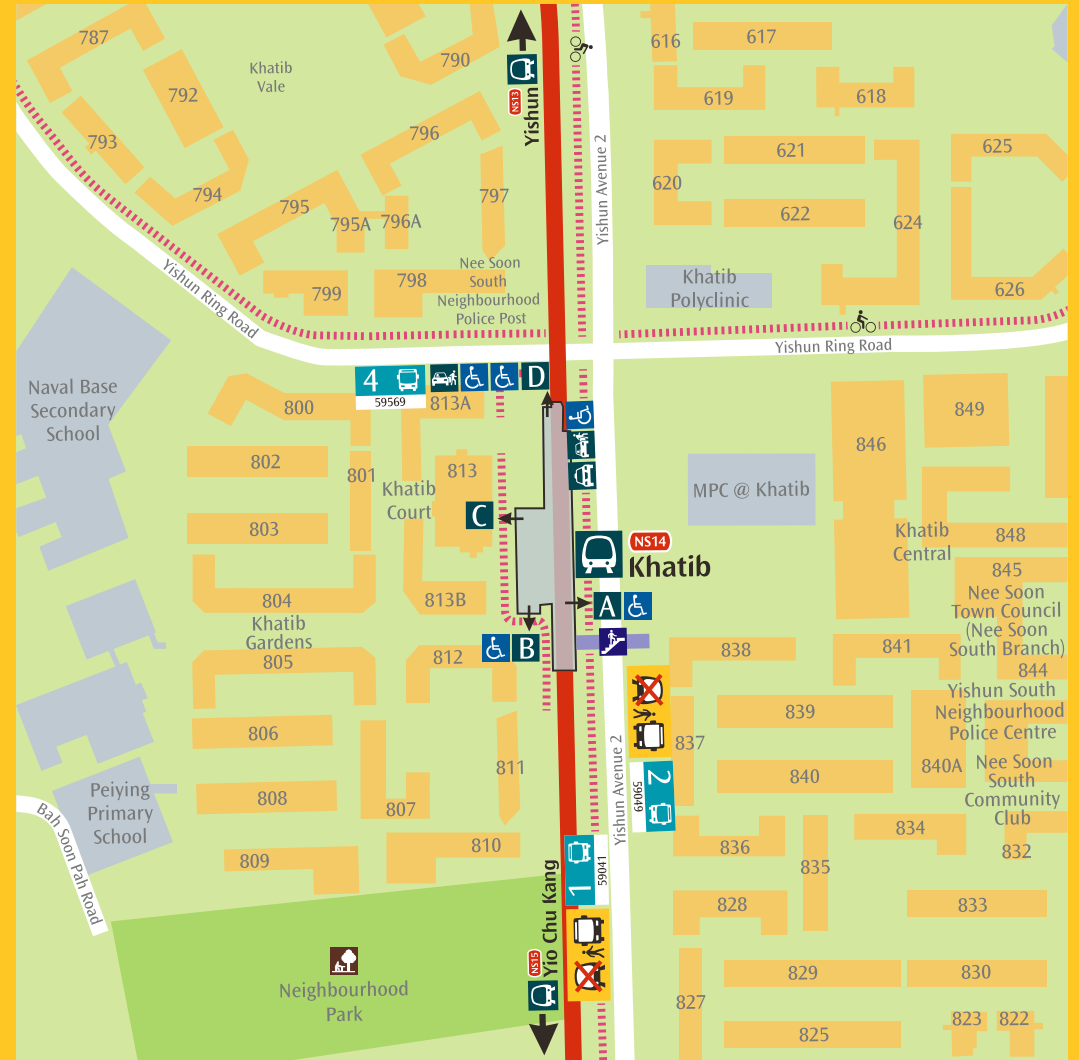 787
790
616
617
Khatib
Vale
792
NS13
Yishun
619
618
793
796
Yishun Avenue 2
621
625
620
794
795
797
622
624
795A
796A
Nee Soon
South
Neighbourhood
Police Post
798
799
Khatib
Polyclinic
626
Yishun Ring Road
Yishun Ring Road
4
59569
D
Naval Base
Secondary
School
800
813A
849
846
802
801
813
Khatib
Court
MPC @ Khatib
C
803
Khatib
Central
848
NS14
Khatib
845
804
813B
A
Nee Soon
Town Council
(Nee Soon
South Branch)
Khatib
Gardens
805
812
B
838
841
844
Yishun South
Neighbourhood
Police Centre
839
806
837
811
840
840A
Nee Soon
South
Community
Club
2
59049
Peiying
Primary
School
808
807
Yishun Avenue 2
834
832
Bah Soon Pah Road
810
809
836
835
1
59041
828
833
Yio Chu Kang
NS15
Neighbourhood
Park
829
830
827
825
823
822